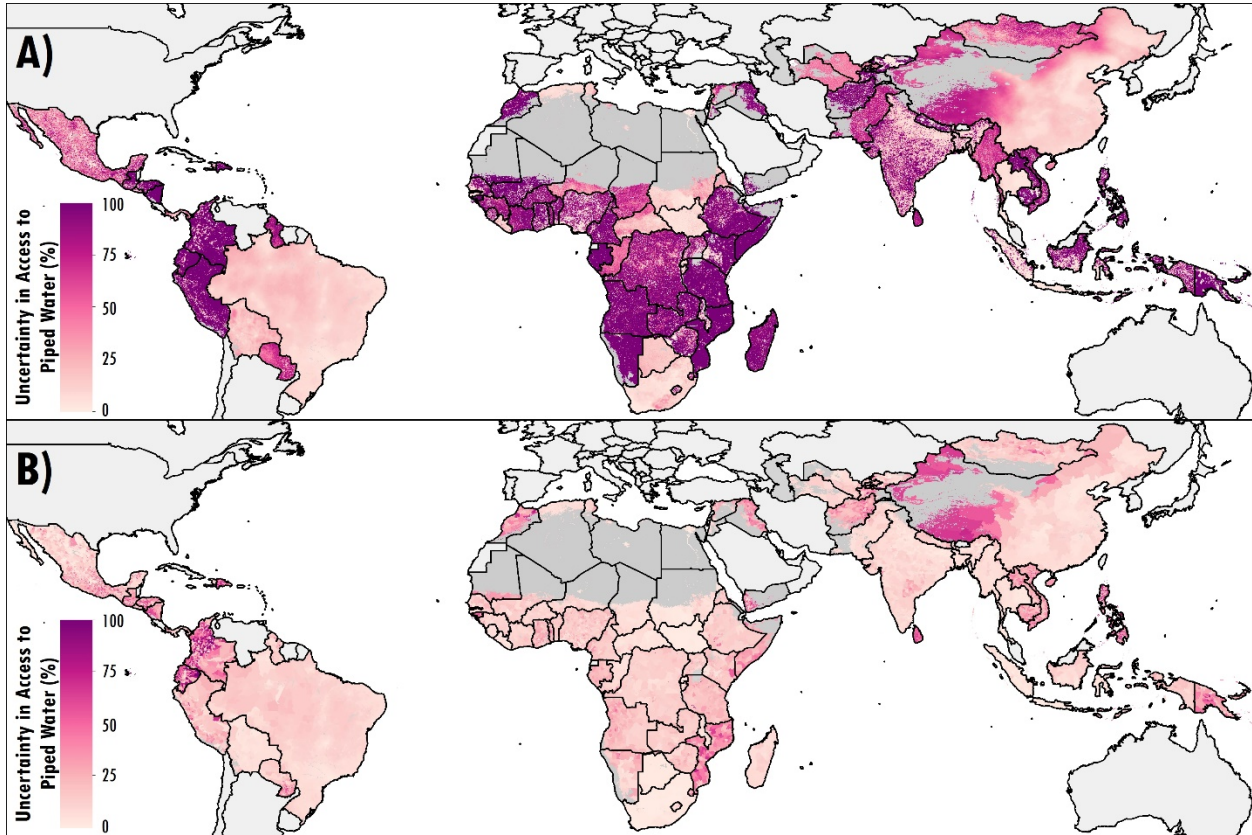 A)
Uncertainty in Access to
Piped Water (%)
100
75
50
25
0
B)
Uncertainty in Access to
Piped Water (%)
100
75
50
25
0